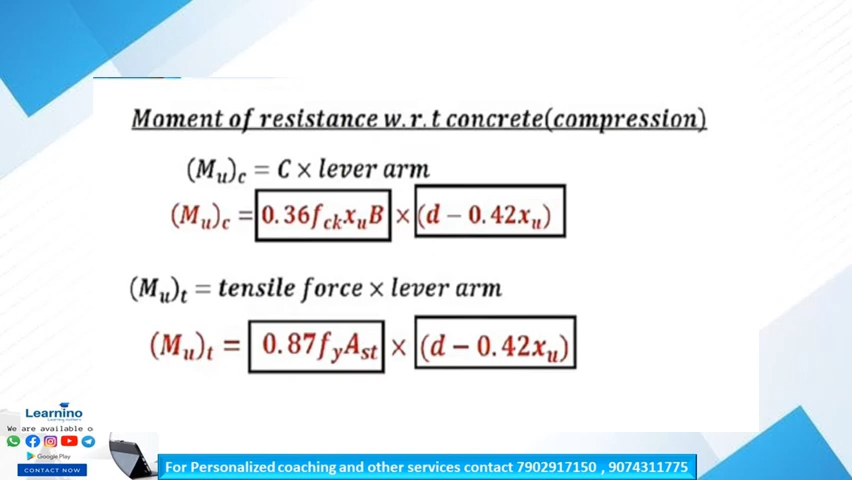 Moment of resistance w.r.t concrete(compression)
(Mᵤ)c = C × lever arm
(Mᵤ)c = 0.36fckxᵤB × (d − 0.42xᵤ)
(Mᵤ)t = tensile force × lever arm
(Mᵤ)t = 0.87fyAst × (d − 0.42xᵤ)
Learnino
We are available o
Google Play
CONTACT NOW
For Personalized coaching and other services contact 7902917150 , 9074311775